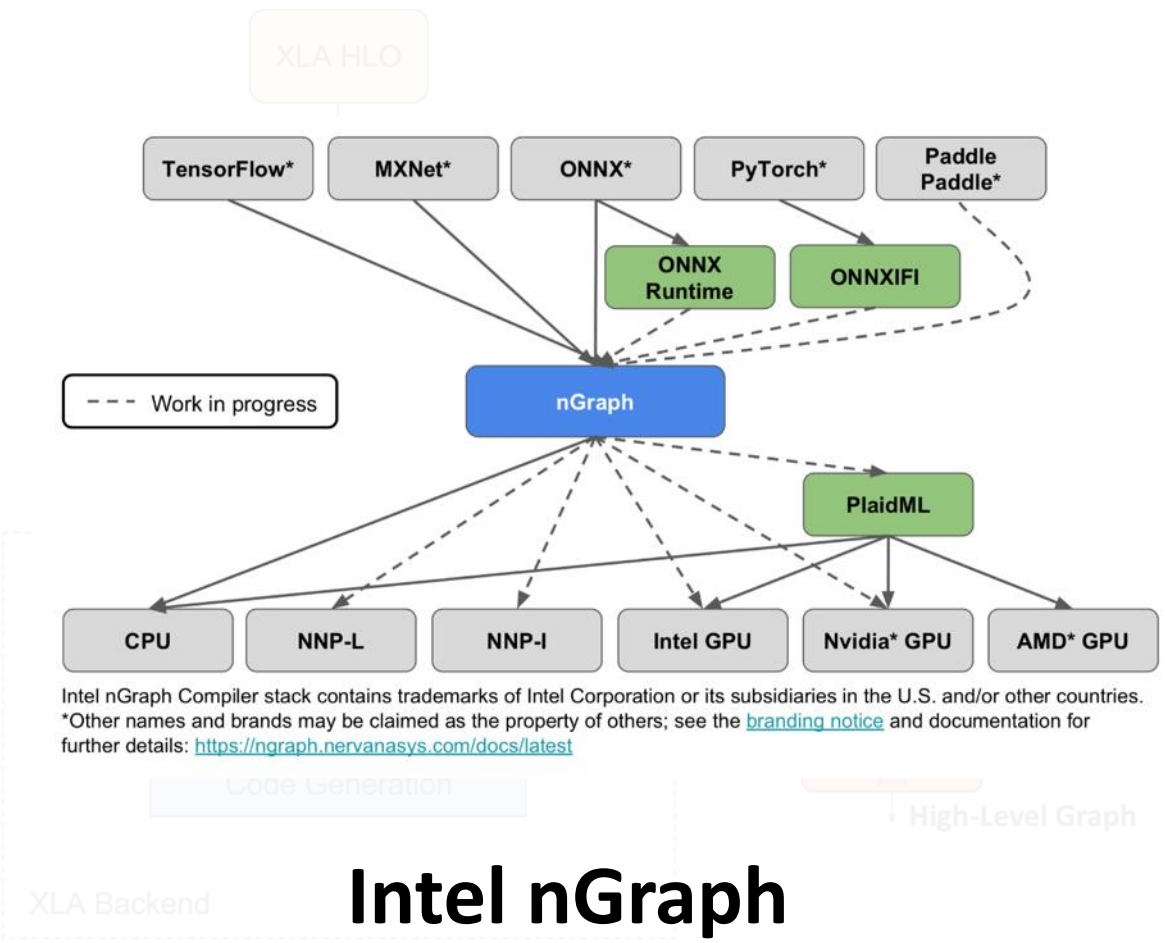 XLA HLO
TensorFlow*
MXNet*
ONNX*
PyTorch*
Paddle
Paddle*
ONNX
Runtime
ONNXIFI
Work in progress
nGraph
PlaidML
CPU
NNP-L
NNP-I
Intel GPU
Nvidia* GPU
AMD* GPU
Intel nGraph Compiler stack contains trademarks of Intel Corporation or its subsidiaries in the U.S. and/or other countries.
*Other names and brands may be claimed as the property of others; see the branding notice and documentation for
further details: https://ngraph.nervanasys.com/docs/latest
Code Generation
High-Level Graph
XLA Backend
Intel nGraph